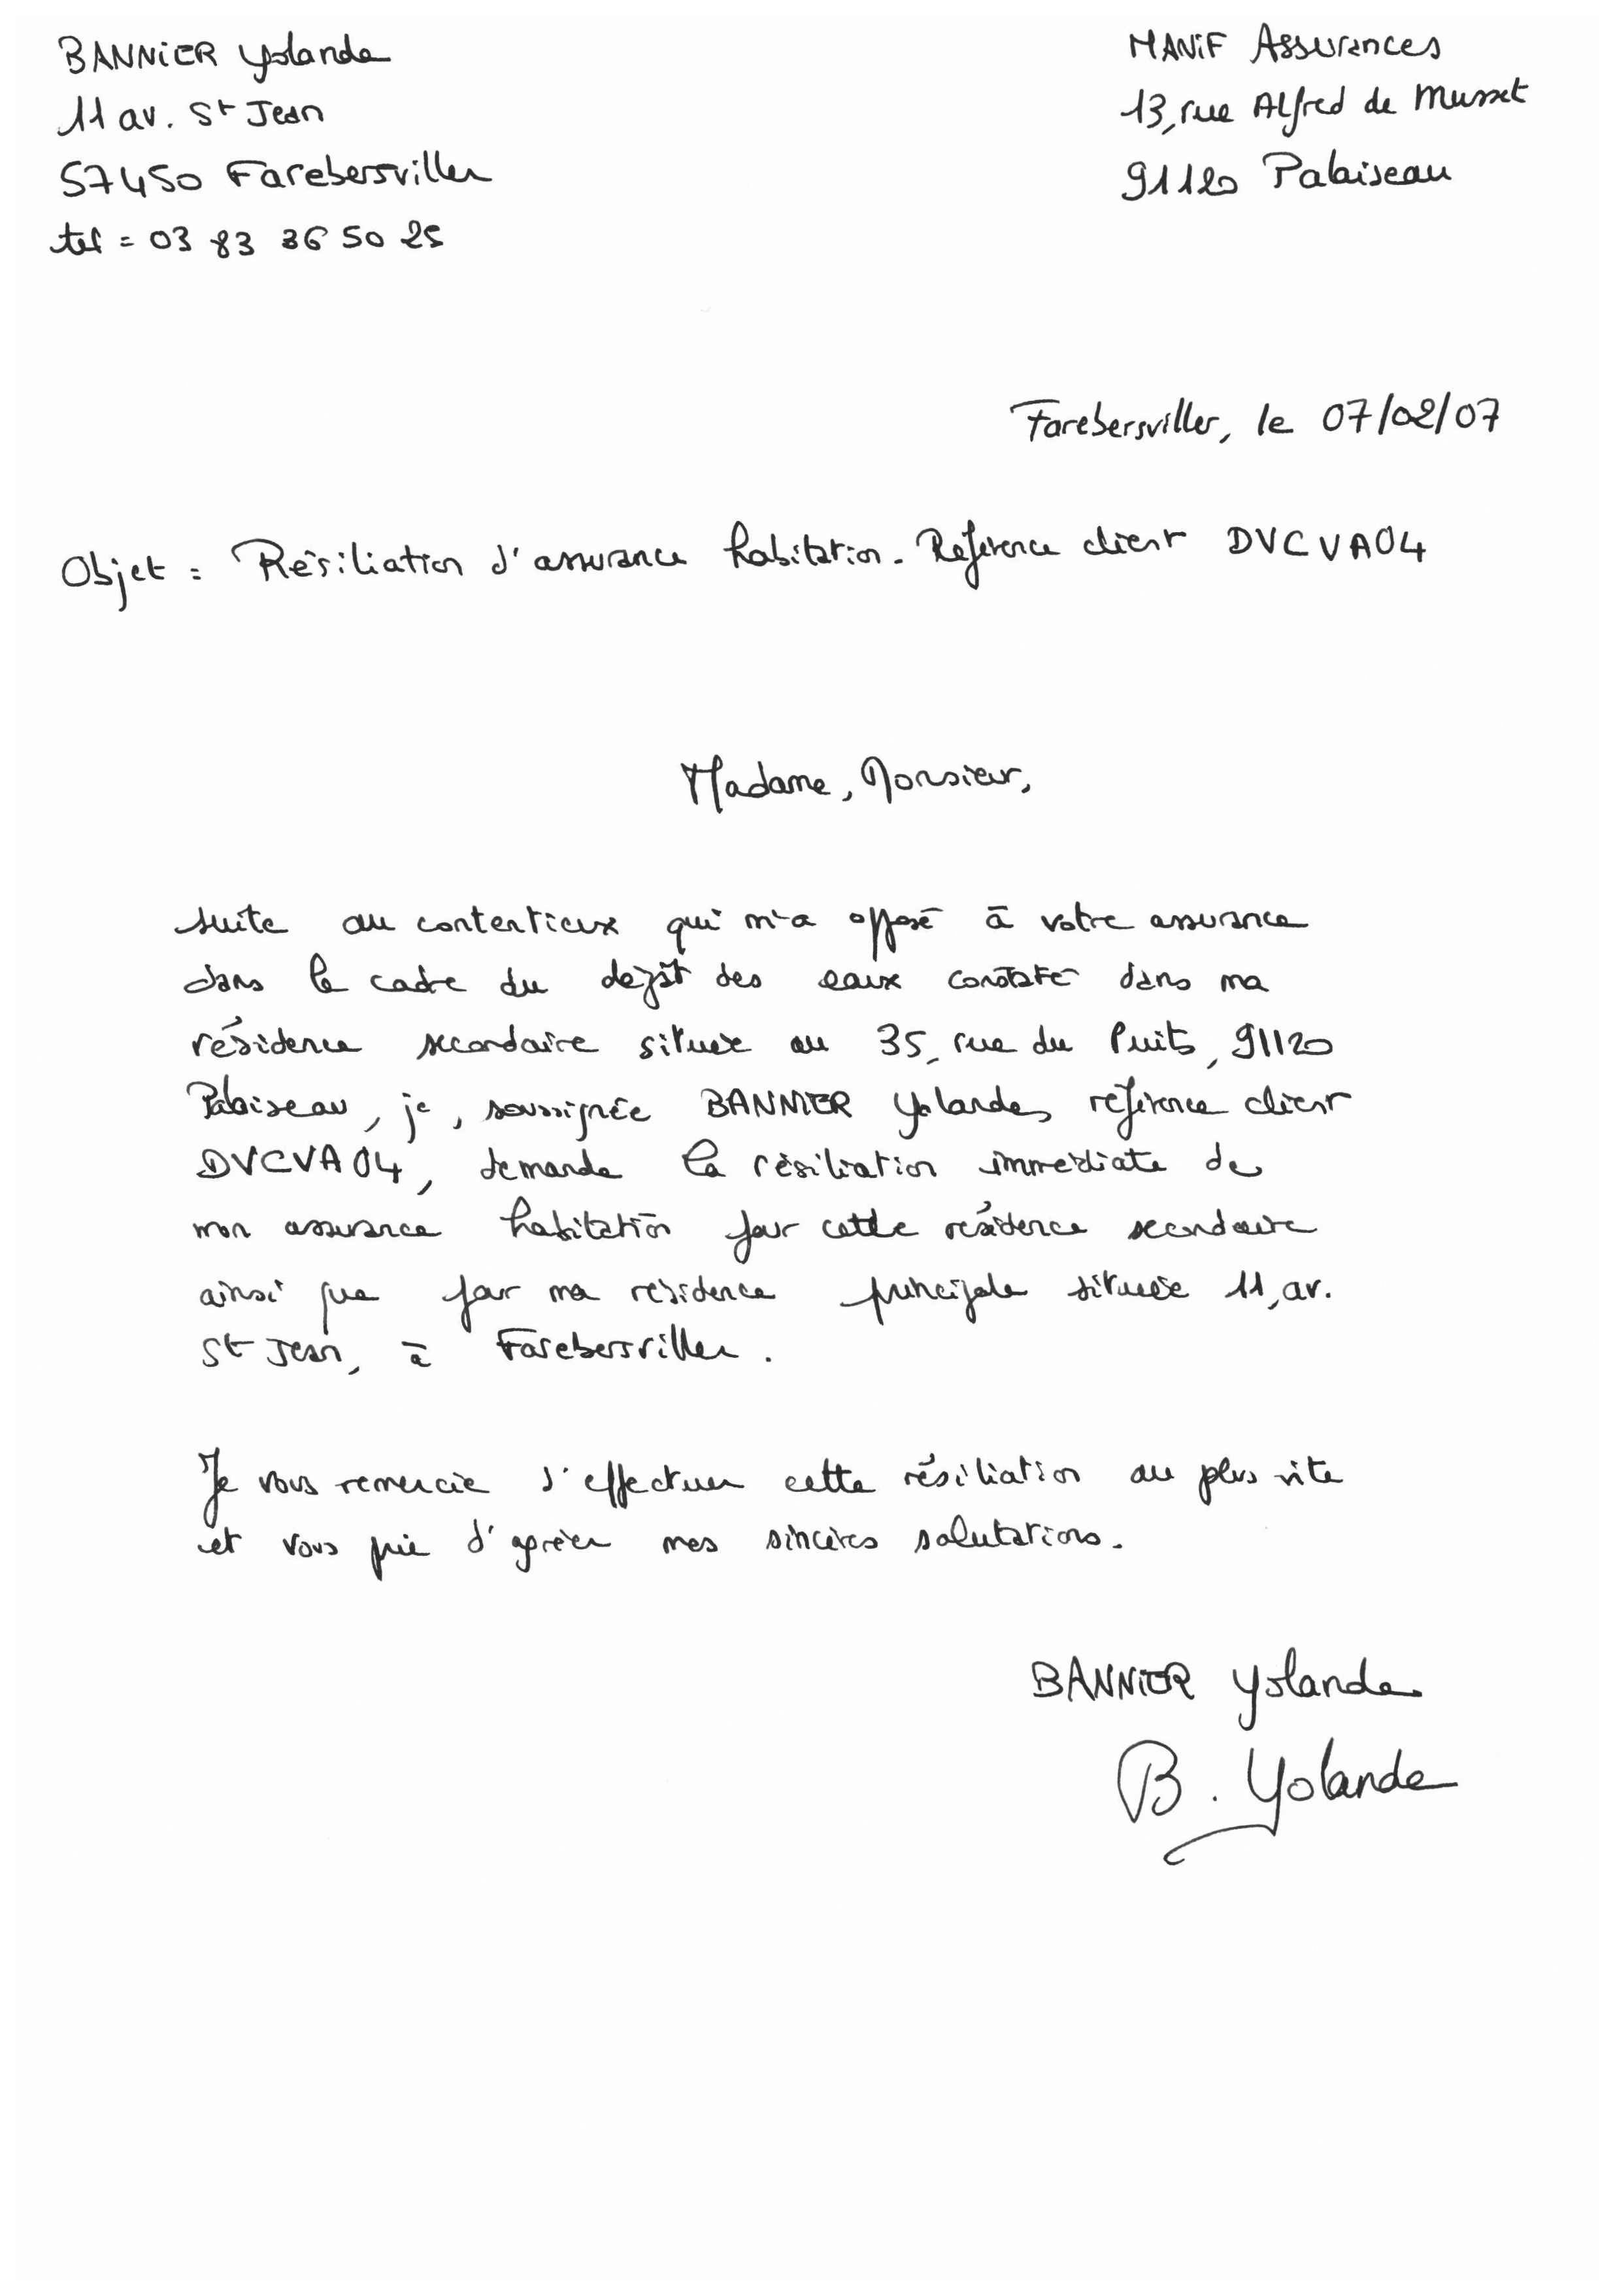 BANNIER Yolande
11 av. St Jean
57450 Farebersviller
tel = 03 83 36 50 25
MANiF Assurances
13, rue Alfred de Musset
91120 Palaiseau
Farebersviller, le 07/02/07
Objet = Résiliation d'assurance habitation. Référence client DVCVA04
Madame, Monsieur,
suite au contentieux qui m'a opposé à votre assurance
dans le cadre du dégât des eaux constaté dans ma
résidence secondaire située au 35, rue du Puits, 91120
Palaiseau, je, soussignée BANNIER Yolande, référence client
DVCVA04, demande la résiliation immédiate de
mon assurance habitation pour cette résidence secondaire
ainsi que pour ma résidence principale située 11, av.
St Jean, à Farebersviller.
Je vous remercie d'effectuer cette résiliation au plus vite
et vous prie d'agréer mes sincères salutations.
BANNIER Yolande
B. Yolande